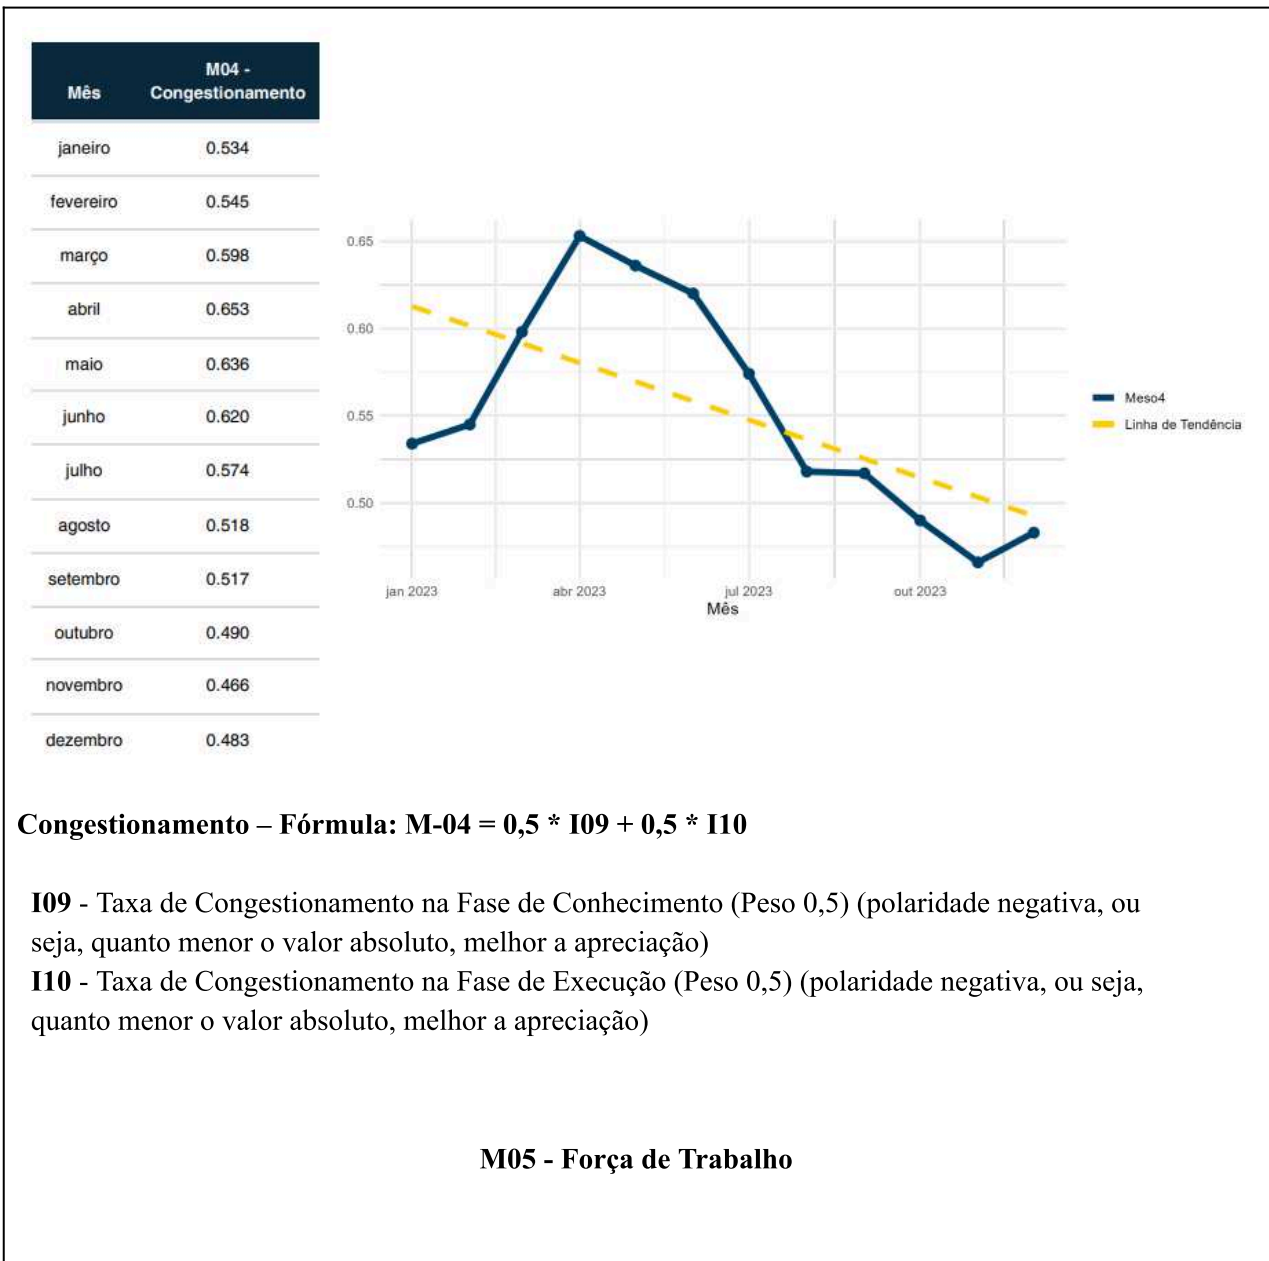 Mês M04 - Congestionamento
janeiro 0.534
fevereiro 0.545
março 0.598
abril 0.653
maio 0.636
junho 0.620
julho 0.574
agosto 0.518
setembro 0.517
outubro 0.490
novembro 0.466
dezembro 0.483
0.65
0.60
0.55
0.50
jan 2023 abr 2023 jul 2023 out 2023
Mês
Meso4
Linha de Tendência
Congestionamento – Fórmula: M-04 = 0,5 * I09 + 0,5 * I10
I09 - Taxa de Congestionamento na Fase de Conhecimento (Peso 0,5) (polaridade negativa, ou
seja, quanto menor o valor absoluto, melhor a apreciação)
I10 - Taxa de Congestionamento na Fase de Execução (Peso 0,5) (polaridade negativa, ou seja,
quanto menor o valor absoluto, melhor a apreciação)
M05 - Força de Trabalho